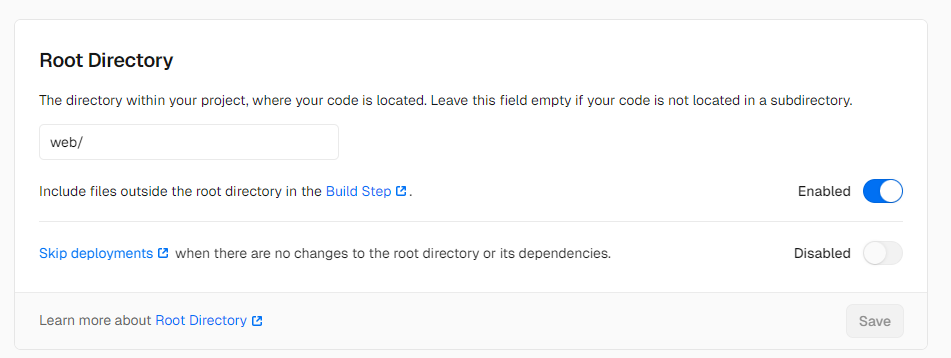 Root Directory
The directory within your project, where your code is located. Leave this field empty if your code is not located in a subdirectory.
web/
Include files outside the root directory in the Build Step. Enabled
Skip deployments when there are no changes to the root directory or its dependencies. Disabled
Learn more about Root Directory Save